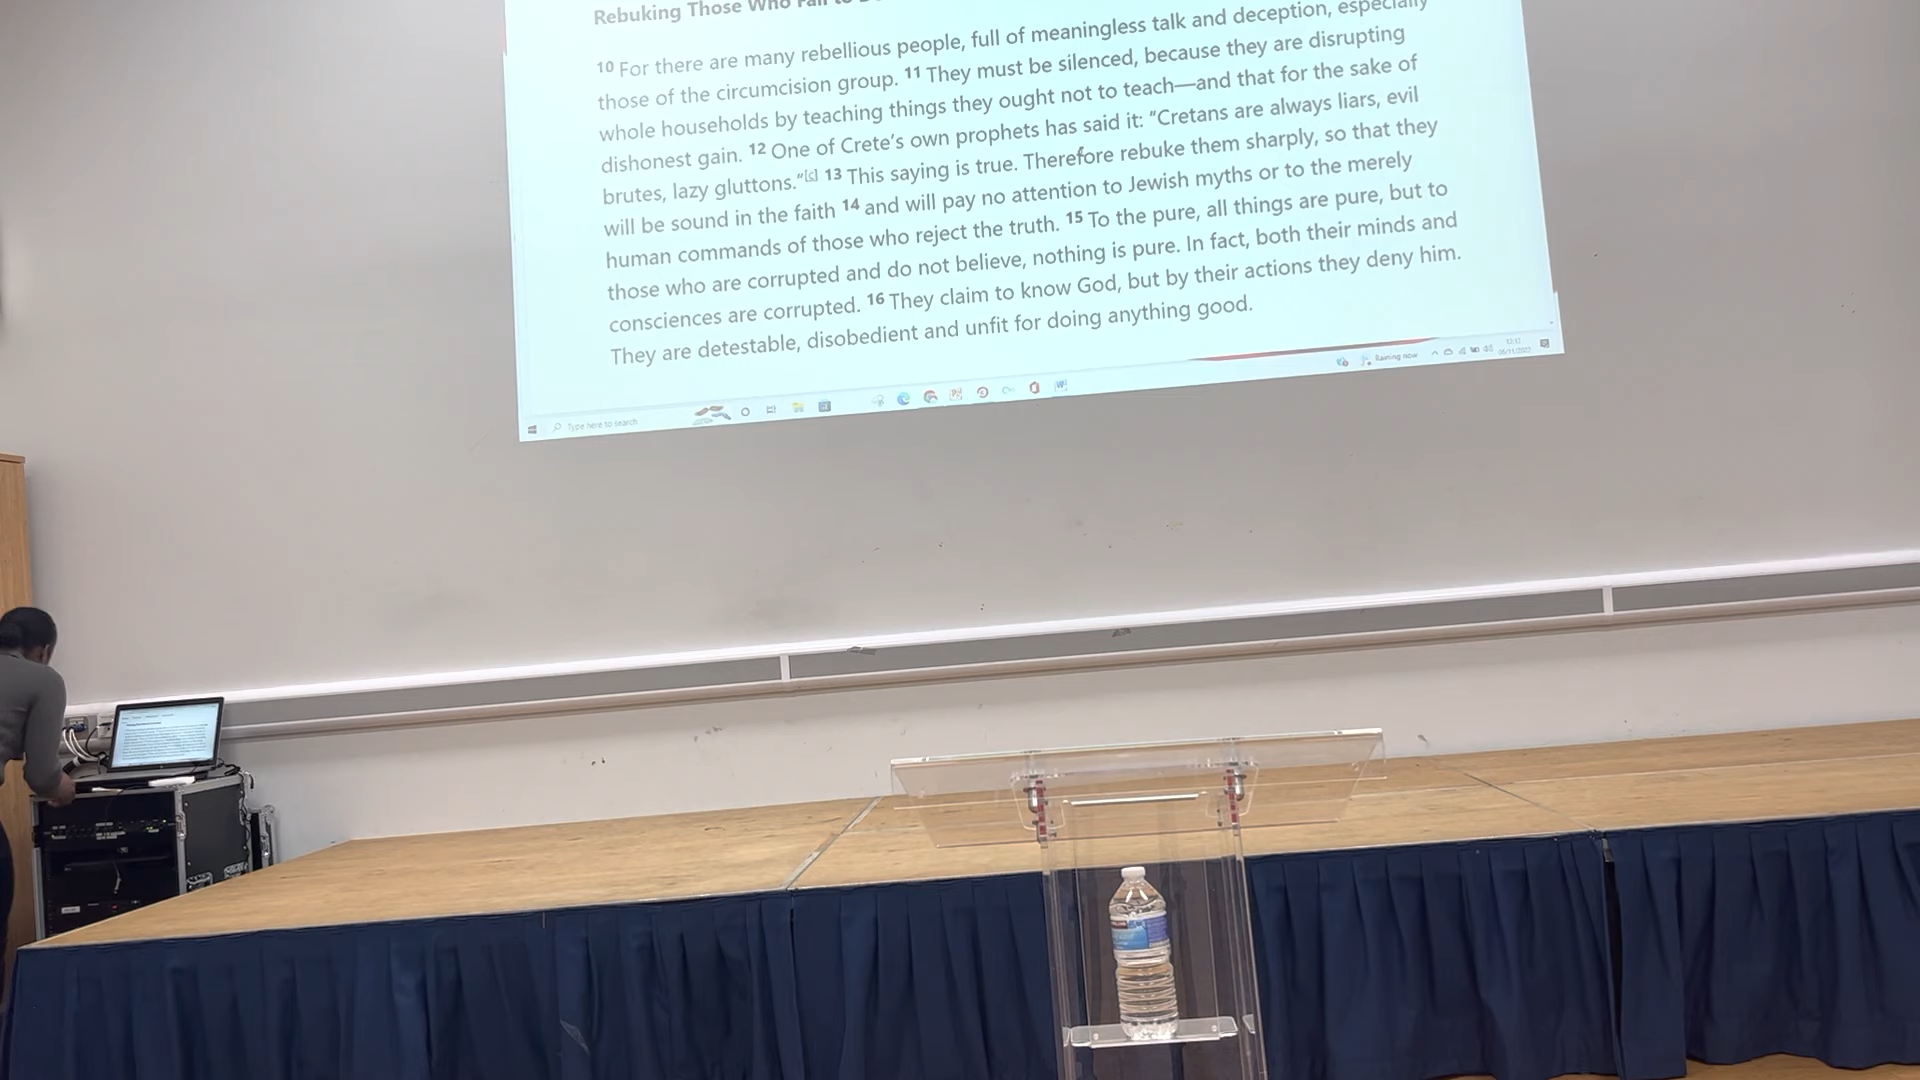 Rebuking Those Who Fail to
10 For there are many rebellious people, full of meaningless talk and deception, especially
those of the circumcision group. 11 They must be silenced, because they are disrupting
whole households by teaching things they ought not to teach—and that for the sake of
dishonest gain. 12 One of Crete’s own prophets has said it: “Cretans are always liars, evil
brutes, lazy gluttons.”[c] 13 This saying is true. Therefore rebuke them sharply, so that they
will be sound in the faith 14 and will pay no attention to Jewish myths or to the merely
human commands of those who reject the truth. 15 To the pure, all things are pure, but to
those who are corrupted and do not believe, nothing is pure. In fact, both their minds and
consciences are corrupted. 16 They claim to know God, but by their actions they deny him.
They are detestable, disobedient and unfit for doing anything good.
Type here to search
Raining now